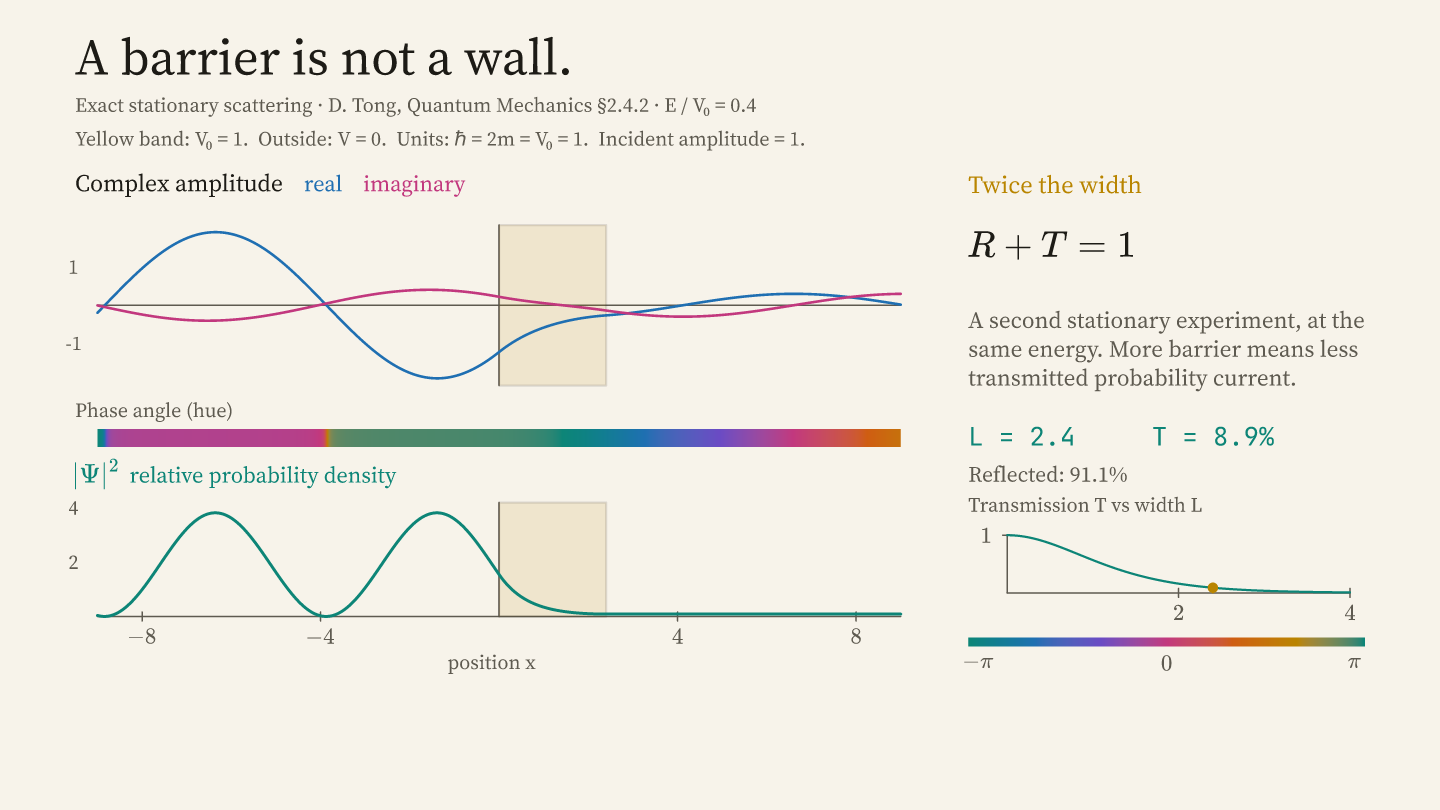 A barrier is not a wall.
Exact stationary scattering · D. Tong, Quantum Mechanics §2.4.2 · E / V₀ = 0.4
Yellow band: V₀ = 1. Outside: V = 0. Units: ℏ = 2m = V₀ = 1. Incident amplitude = 1.
Complex amplitude real imaginary
1
-1
Phase angle (hue)
|Ψ|² relative probability density
4
2
−8 −4 4 8
position x
Twice the width
R + T = 1
A second stationary experiment, at the
same energy. More barrier means less
transmitted probability current.
L = 2.4 T = 8.9%
Reflected: 91.1%
Transmission T vs width L
1
2 4
−π 0 π